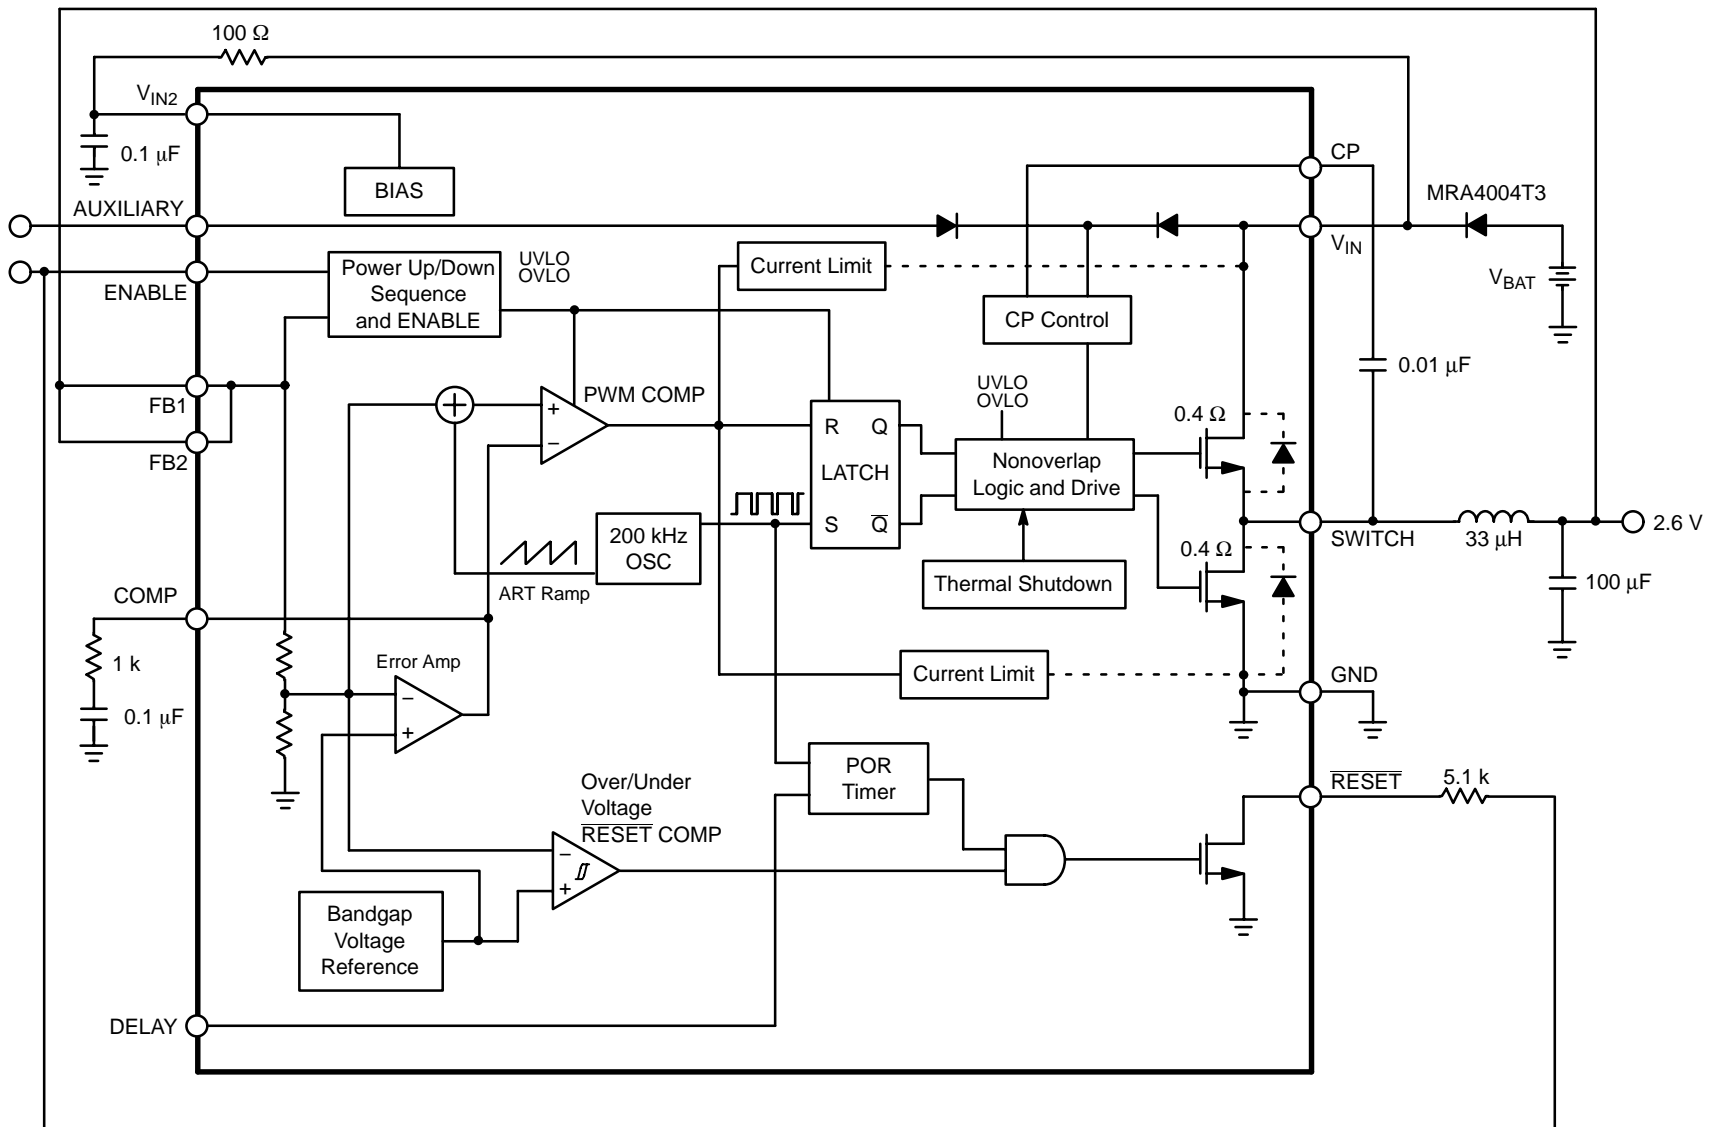 100 Ω
VIN2
0.1 μF
BIAS
CP
MRA4004T3
AUXILIARY
VIN
ENABLE
Power Up/Down
Sequence
and ENABLE
UVLO
OVLO
Current Limit
VBAT
CP Control
0.01 μF
FB1
FB2
+
−
PWM COMP
UVLO
OVLO
0.4 Ω
R Q
LATCH
S Q̅
Nonoverlap
Logic and Drive
200 kHz
OSC
ART Ramp
Thermal Shutdown
0.4 Ω
SWITCH
33 μH
2.6 V
100 μF
COMP
1 k
0.1 μF
Error Amp
−
+
Current Limit
GND
POR
Timer
R̅E̅S̅E̅T̅
5.1 k
Over/Under
Voltage
R̅E̅S̅E̅T̅ COMP
−
+
Bandgap
Voltage
Reference
DELAY